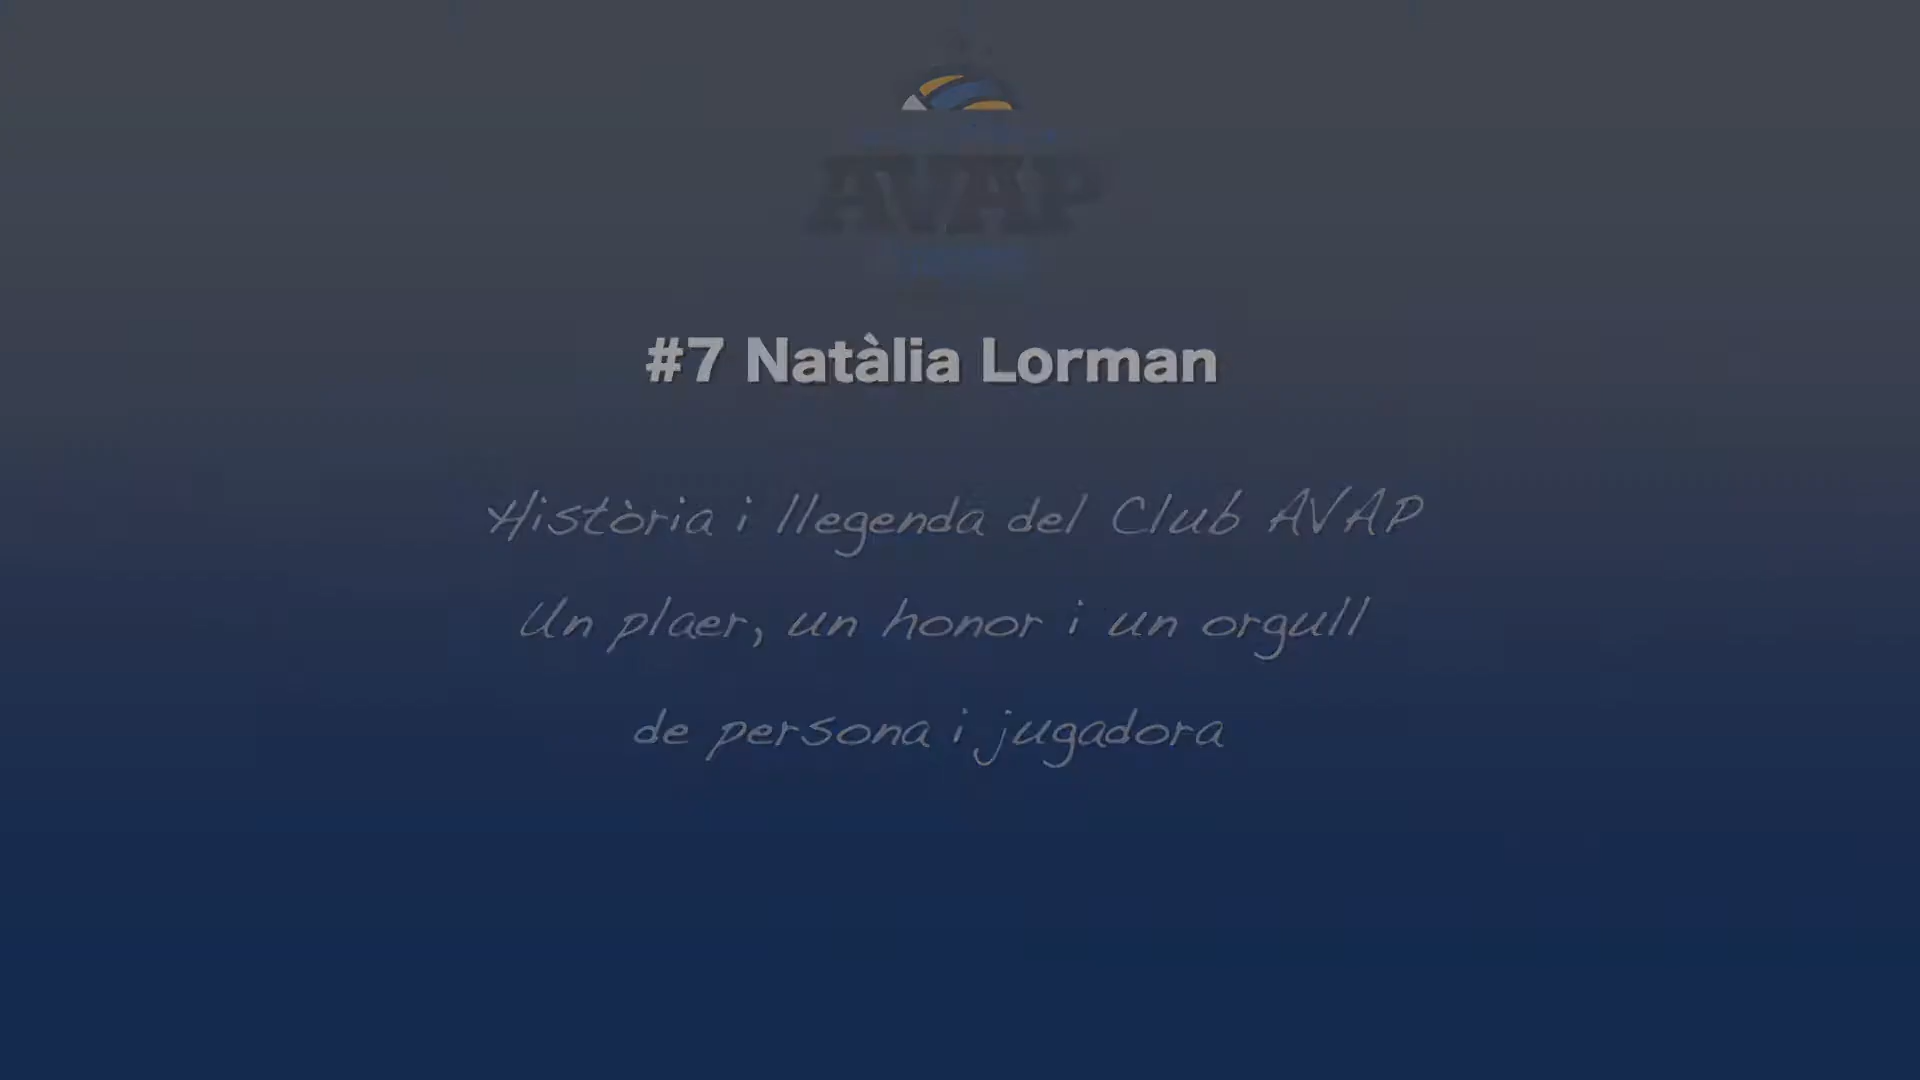 AVAP
#7 Natàlia Lorman
Història i llegenda del Club AVAP
Un plaer, un honor i un orgull
de persona i jugadora